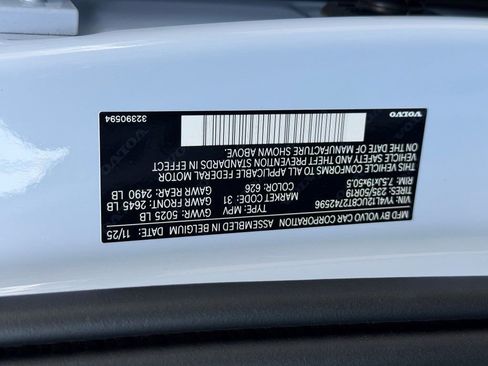 MFD BY VOLVO CAR CORPORATION
ASSEMBLED IN BELGIUM
11/25
GVWR: 5025 LB
GAWR FRONT: 2645 LB
GAWR REAR: 2490 LB
TYPE: MPV
MARKET CODE: 31
COLOR: 626
VIN: YV4L12UC8T2742596
TIRES: 235/50R19
RIM: 7.5x19x50.5
THIS VEHICLE CONFORMS TO ALL APPLICABLE FEDERAL MOTOR
VEHICLE SAFETY AND THEFT PREVENTION STANDARDS IN EFFECT
ON THE DATE OF MANUFACTURE SHOWN ABOVE.
VOLVO
32390594